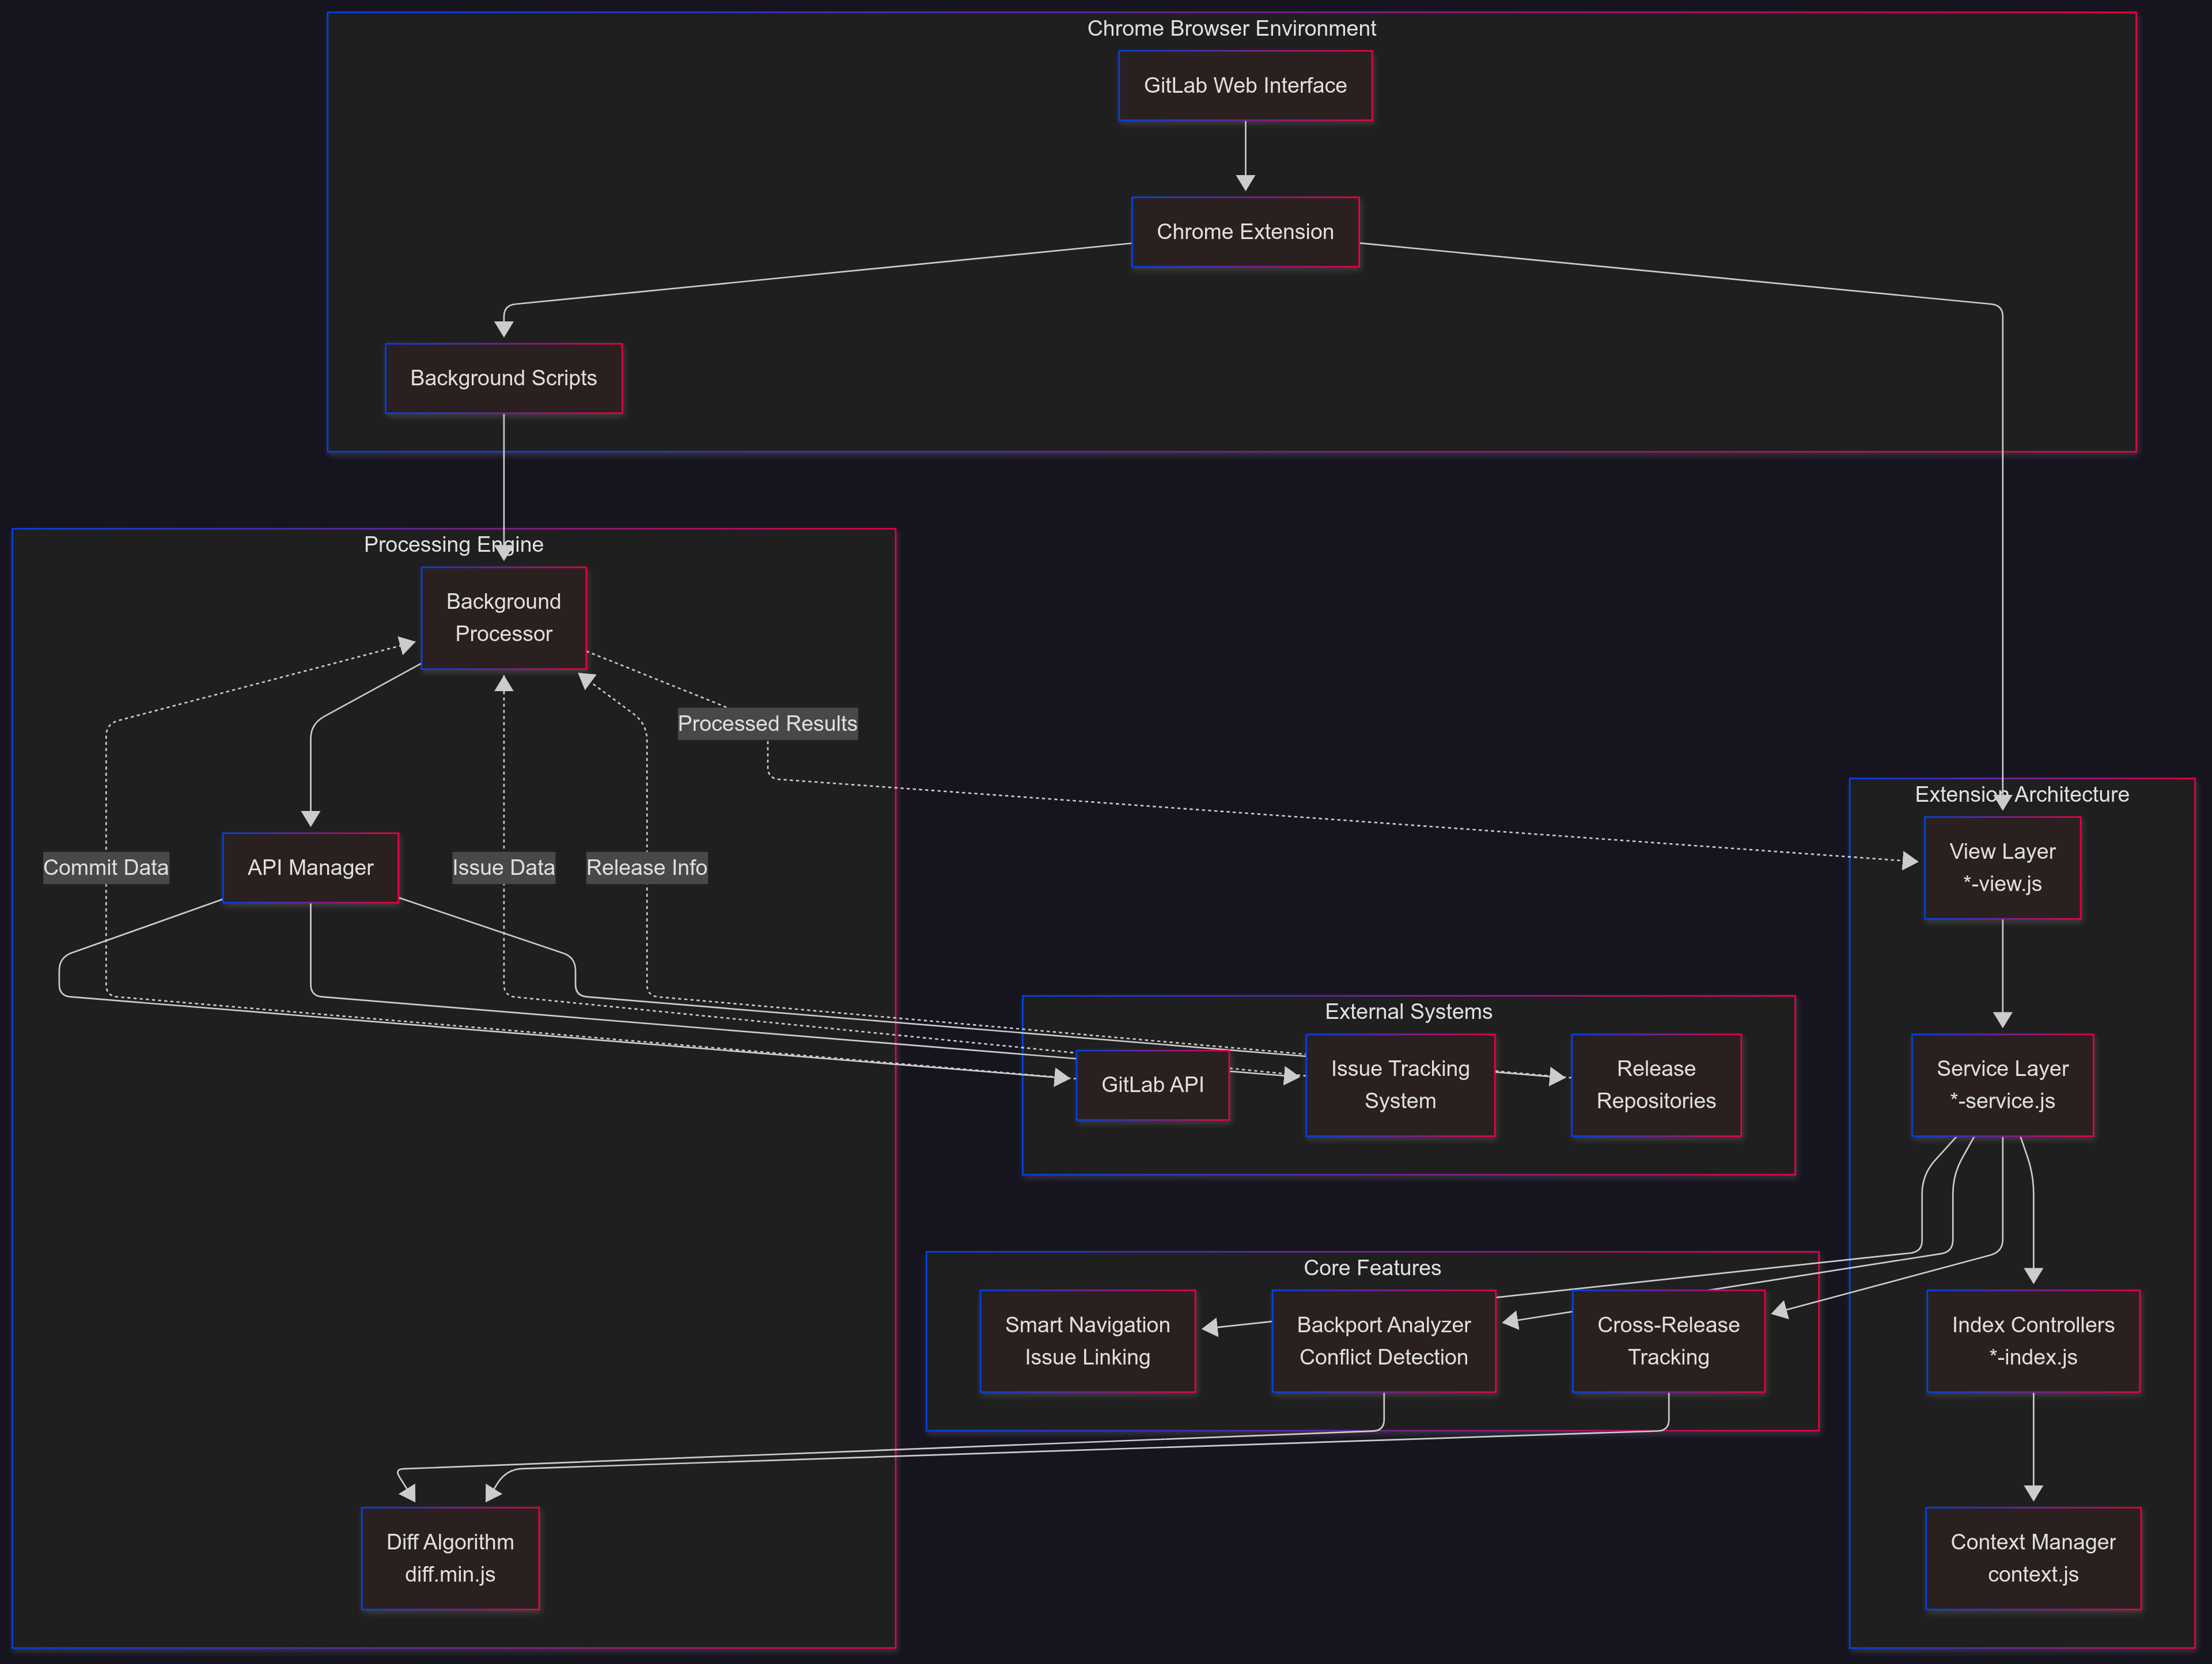 Chrome Browser Environment
GitLab Web Interface
Chrome Extension
Background Scripts
Processing Engine
Background
Processor
Processed Results
Commit Data
API Manager
Issue Data
Release Info
Extension Architecture
View Layer
*-view.js
External Systems
GitLab API
Issue Tracking
System
Release
Repositories
Service Layer
*-service.js
Core Features
Smart Navigation
Issue Linking
Backport Analyzer
Conflict Detection
Cross-Release
Tracking
Index Controllers
*-index.js
Diff Algorithm
diff.min.js
Context Manager
context.js